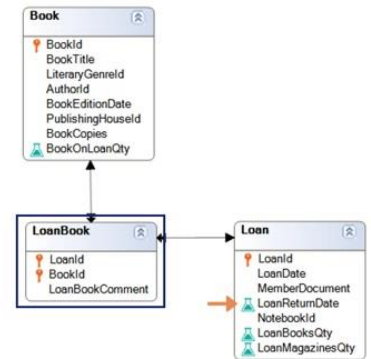 Book
BookId
BookTitle
LiteraryGenreId
AuthorId
BookEditionDate
PublishingHouseId
BookCopies
BookOnLoanQty
LoanBook
LoanId
BookId
LoanBookComment
Loan
LoanId
LoanDate
MemberDocument
LoanReturnDate
NotebookId
LoanBooksQty
LoanMagazinesQty